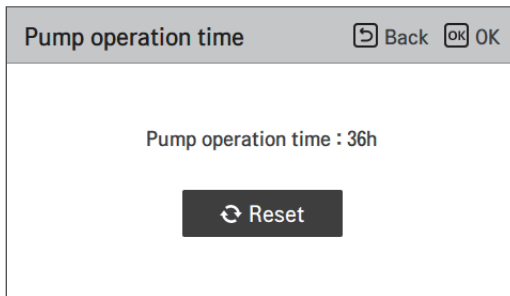 Pump operation time Back OK OK
Pump operation time : 36h
Reset